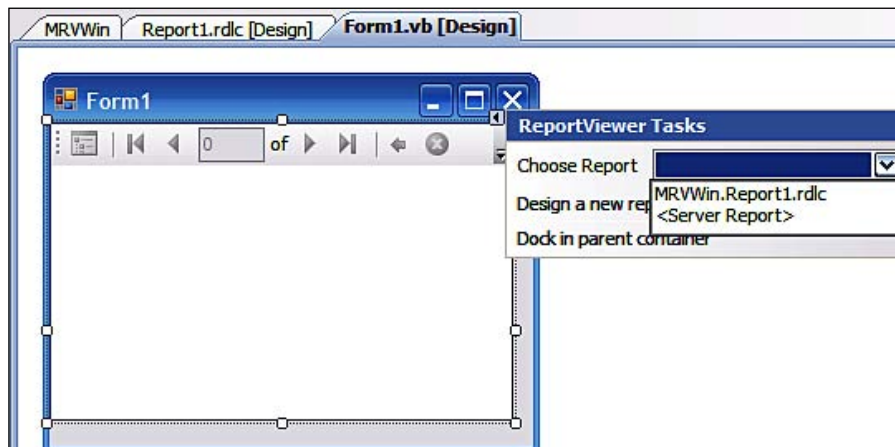 MRVWin Report1.rdlc [Design] Form1.vb [Design]
Form1
ReportViewer Tasks
0 of
Choose Report
MRVWin.Report1.rdlc
<Server Report>
Design a new rep
Dock in parent container